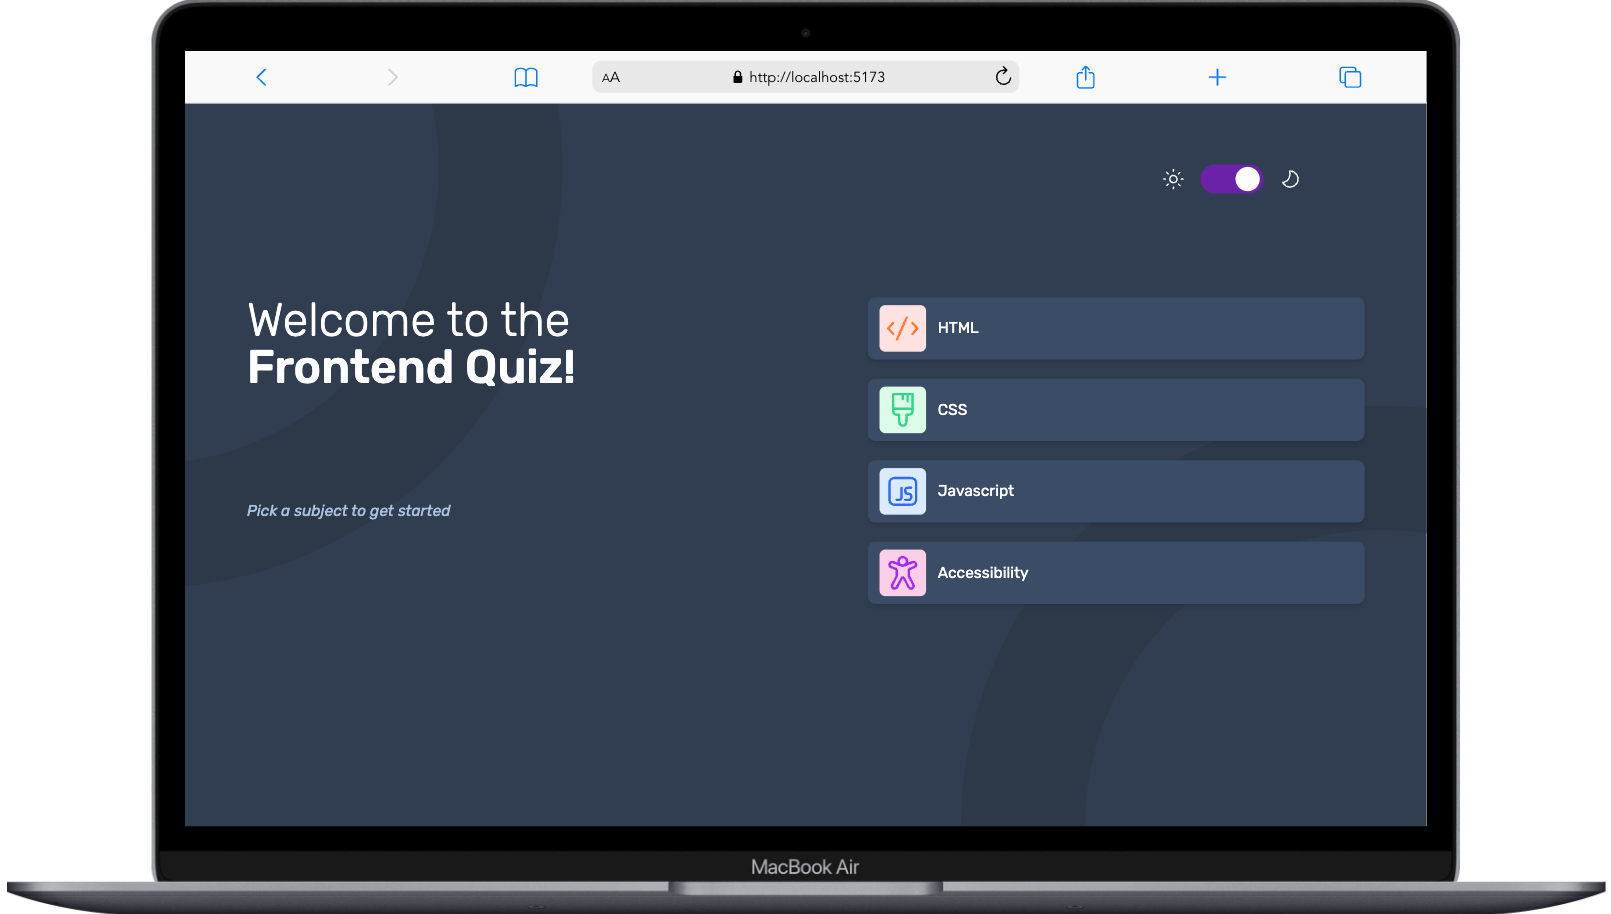 AA http://localhost:5173
Welcome to the
Frontend Quiz!
Pick a subject to get started
</> HTML
CSS
JS Javascript
Accessibility
MacBook Air